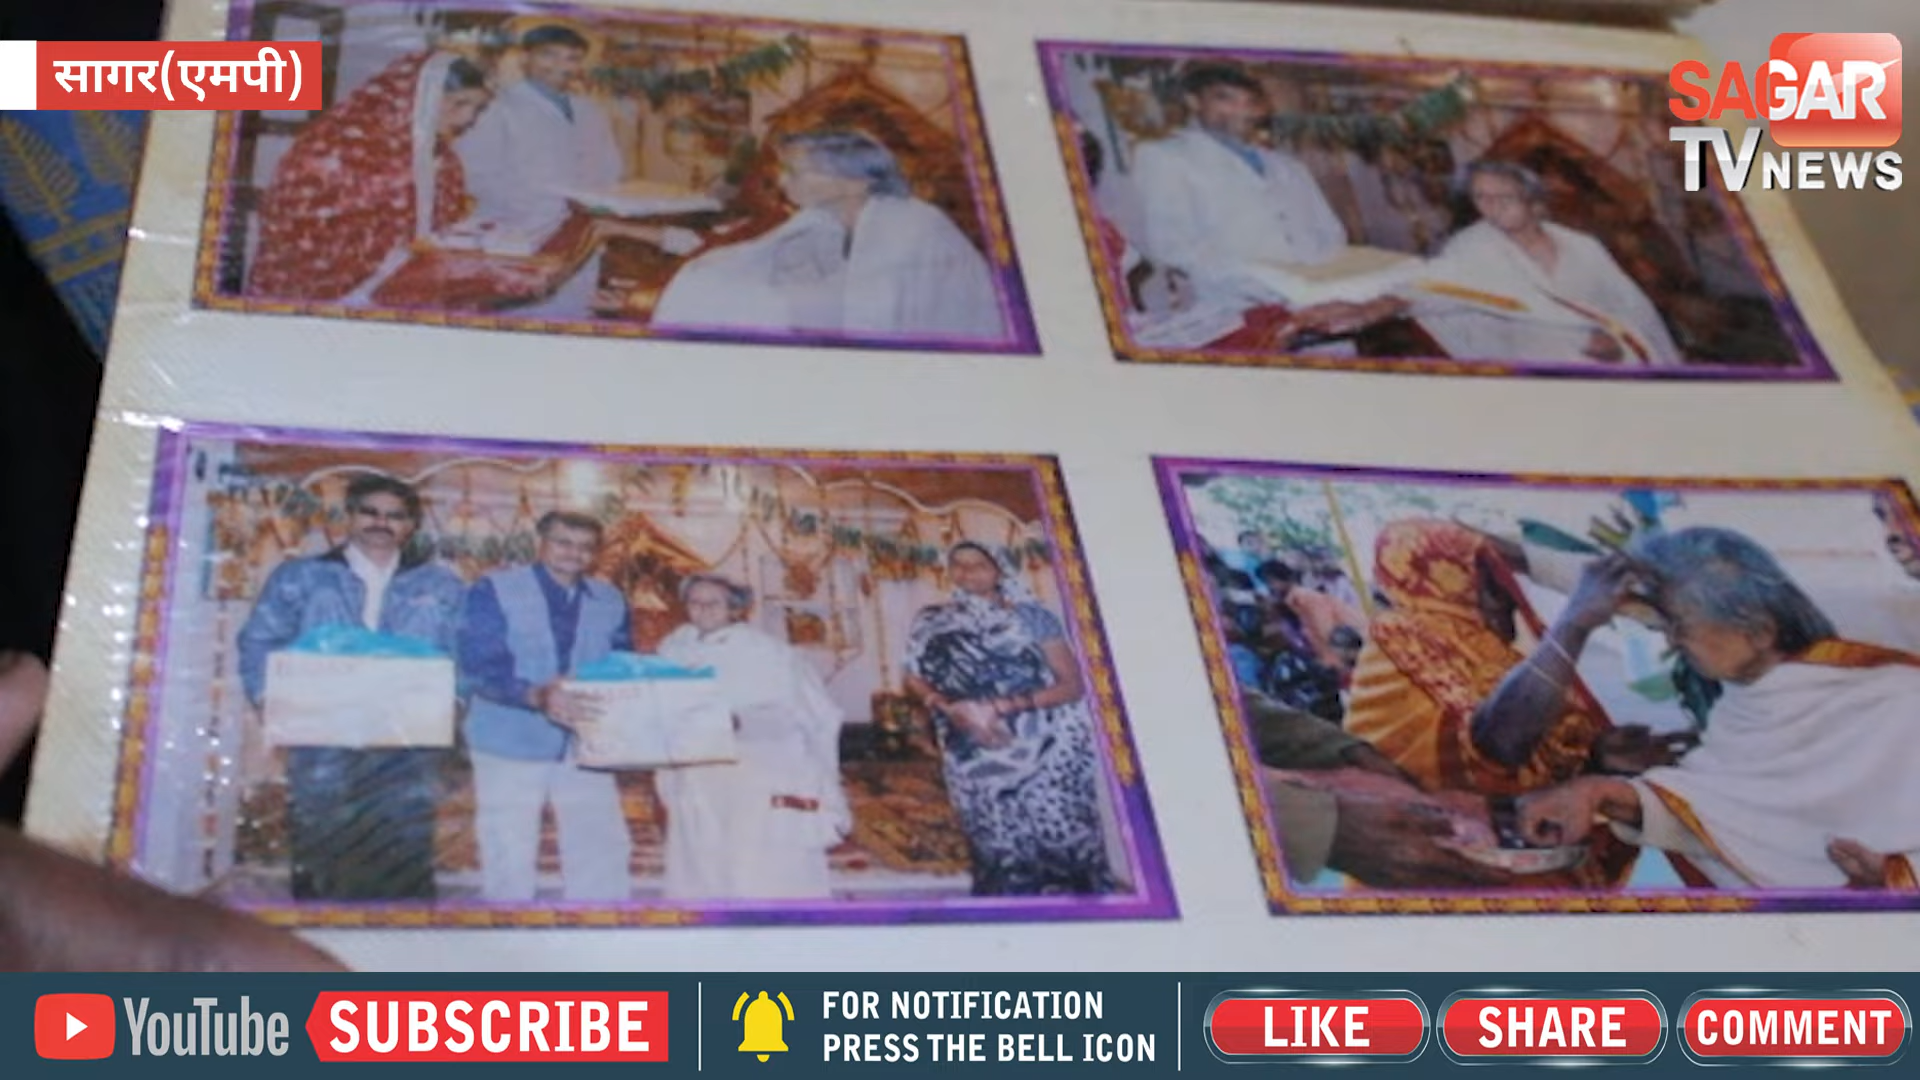 सागर(एमपी)
SAGAR
TV NEWS
YouTube
SUBSCRIBE
FOR NOTIFICATION
PRESS THE BELL ICON
LIKE
SHARE
COMMENT